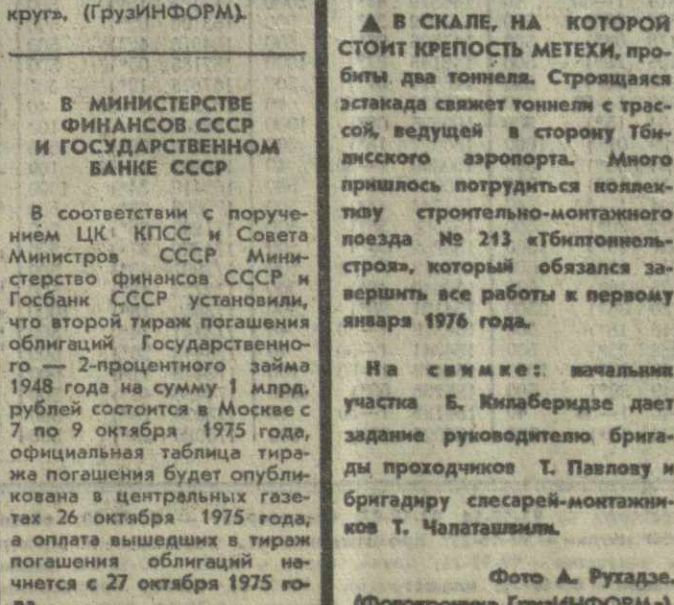 круг». (ГрузИНФОРМ).
В МИНИСТЕРСТВЕ
ФИНАНСОВ СССР
И ГОСУДАРСТВЕННОМ
БАНКЕ СССР
В соответствии с поруче-
нием ЦК КПСС и Совета
Министров СССР Мини-
стерство финансов СССР и
Госбанк СССР установили,
что второй тираж погашения
облигаций Государственно-
го — 2-процентного займа
1948 года на сумму 1 млрд.
рублей состоится в Москве с
7 по 9 октября 1975 года,
официальная таблица тира-
жа погашения будет опубли-
кована в центральных газе-
тах 26 октября 1975 года,
а оплата вышедших в тираж
погашения облигаций на-
чнется с 27 октября 1975 го-
да.
▲ В СКАЛЕ, НА КОТОРОЙ
СТОИТ КРЕПОСТЬ МЕТЕХИ, про-
биты два тоннеля. Строящаяся
эстакада свяжет тоннели с трас-
сой, ведущей в сторону Тби-
лисского аэропорта. Много
пришлось потрудиться коллек-
тиву строительно-монтажного
поезда № 213 «Тбилтоннель-
строя», который обязался за-
вершить все работы к первому
января 1976 года.
На снимке: начальник
участка Б. Килаберидзе дает
задание руководителю брига-
ды проходчиков Т. Павлову и
бригадиру слесарей-монтажни-
ков Т. Чапаташвили.
Фото А. Рухадзе.
(Фотохроника ГрузИНФОРМ»).